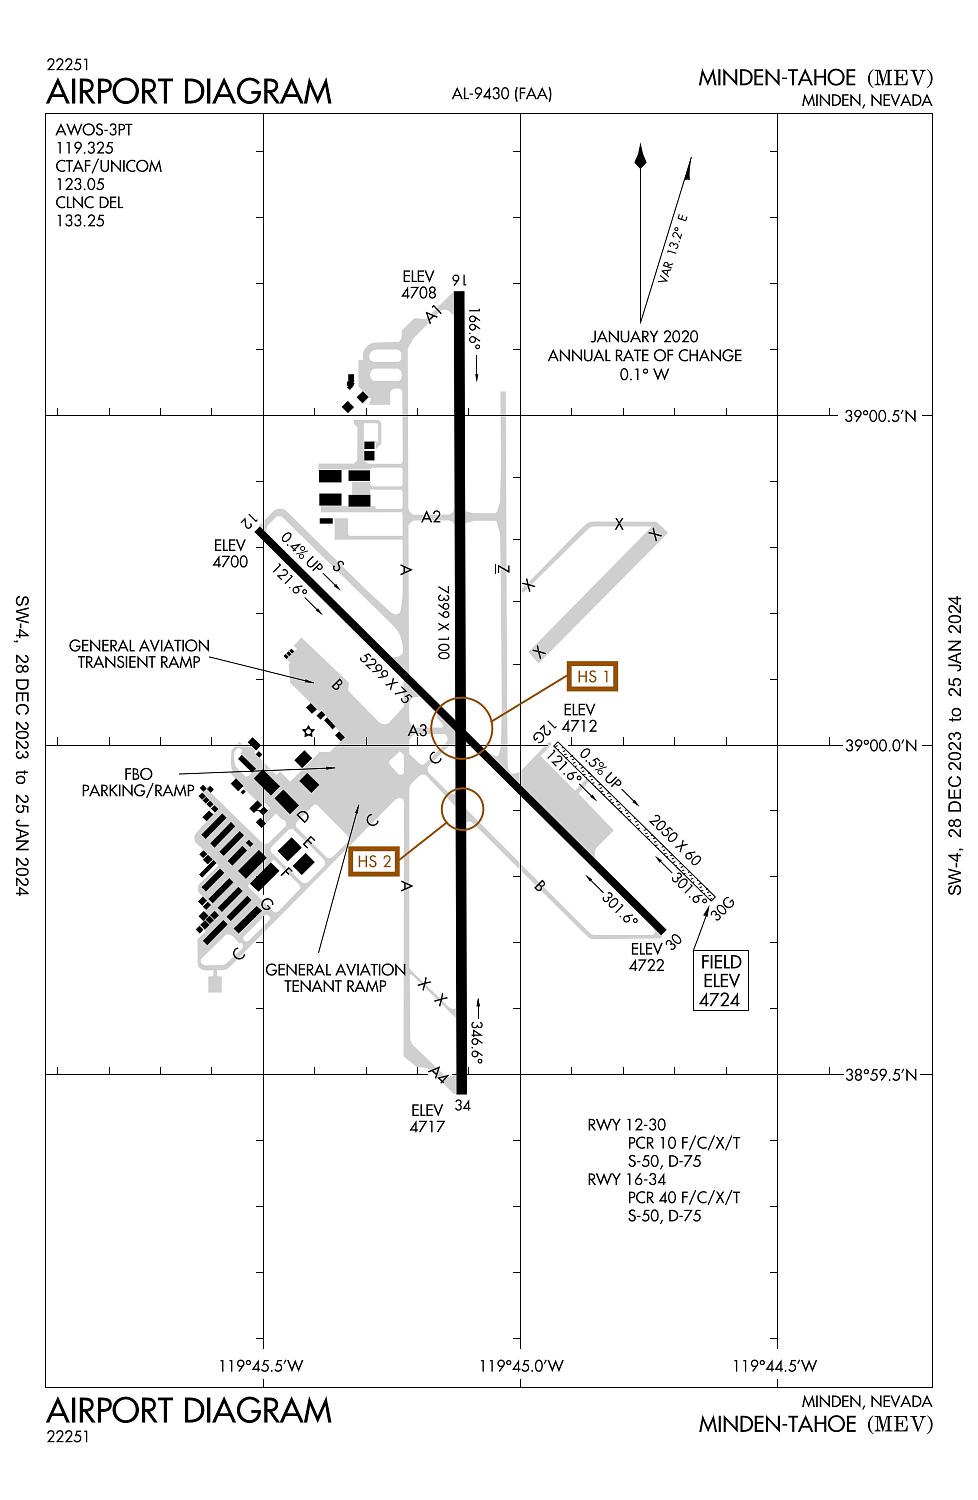 22251
AIRPORT DIAGRAM
AL-9430 (FAA)
MINDEN-TAHOE (MEV)
MINDEN, NEVADA
AWOS-3PT
119.325
CTAF/UNICOM
123.05
CLNC DEL
133.25
VAR 13.2° E
JANUARY 2020
ANNUAL RATE OF CHANGE
0.1° W
ELEV
4708
16
A1
166.6°
39°00.5'N
A2
X
X
X
X
12
ELEV
4700
0.4% UP
121.6°
S
A
Z
7399 X 100
5299 X 75
GENERAL AVIATION
TRANSIENT RAMP
B
HS 1
ELEV
4712
A3
C
12G
121.6°
0.5% UP
39°00.0'N
FBO
PARKING/RAMP
2050 X 60
D
C
E
HS 2
F
A
B
G
301.6°
301.6°
30G
C
30
ELEV
4722
FIELD
ELEV
4724
GENERAL AVIATION
TENANT RAMP
X
X
346.6°
A4
38°59.5'N
34
ELEV
4717
RWY 12-30
PCR 10 F/C/X/T
S-50, D-75
RWY 16-34
PCR 40 F/C/X/T
S-50, D-75
119°45.5'W
119°45.0'W
119°44.5'W
SW-4, 28 DEC 2023 to 25 JAN 2024
SW-4, 28 DEC 2023 to 25 JAN 2024
AIRPORT DIAGRAM
22251
MINDEN, NEVADA
MINDEN-TAHOE (MEV)